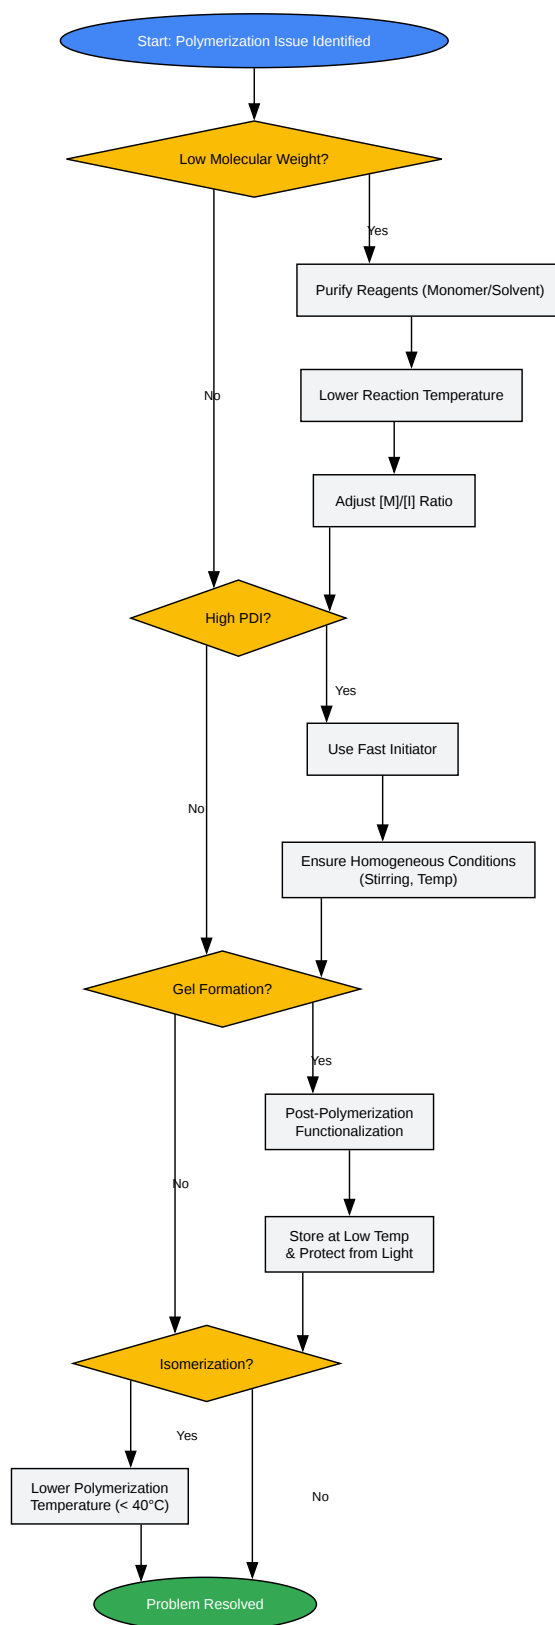 Start: Polymerization Issue Identified
Low Molecular Weight?
Yes
Purify Reagents (Monomer/Solvent)
Lower Reaction Temperature
No
Adjust [M]/[I] Ratio
High PDI?
Yes
Use Fast Initiator
No
Ensure Homogeneous Conditions
(Stirring, Temp)
Gel Formation?
Yes
Post-Polymerization
Functionalization
No
Store at Low Temp
& Protect from Light
Isomerization?
Yes
Lower Polymerization
Temperature (< 40°C)
No
Problem Resolved